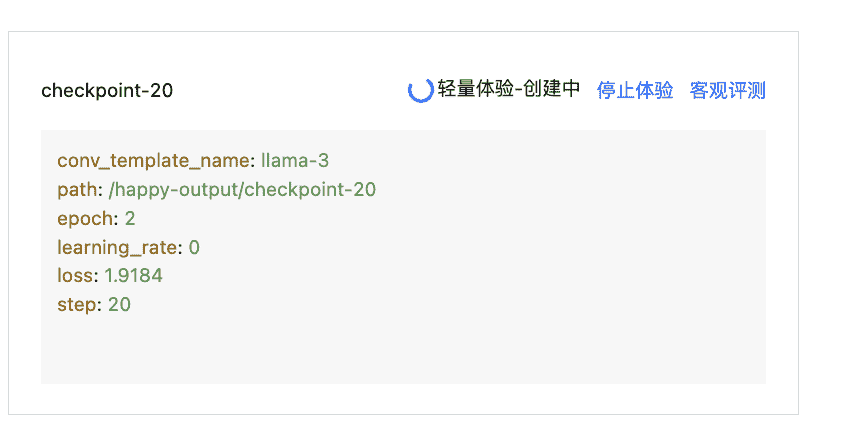 checkpoint-20 轻量体验-创建中 停止体验 客观评测
conv_template_name: llama-3
path: /happy-output/checkpoint-20
epoch: 2
learning_rate: 0
loss: 1.9184
step: 20